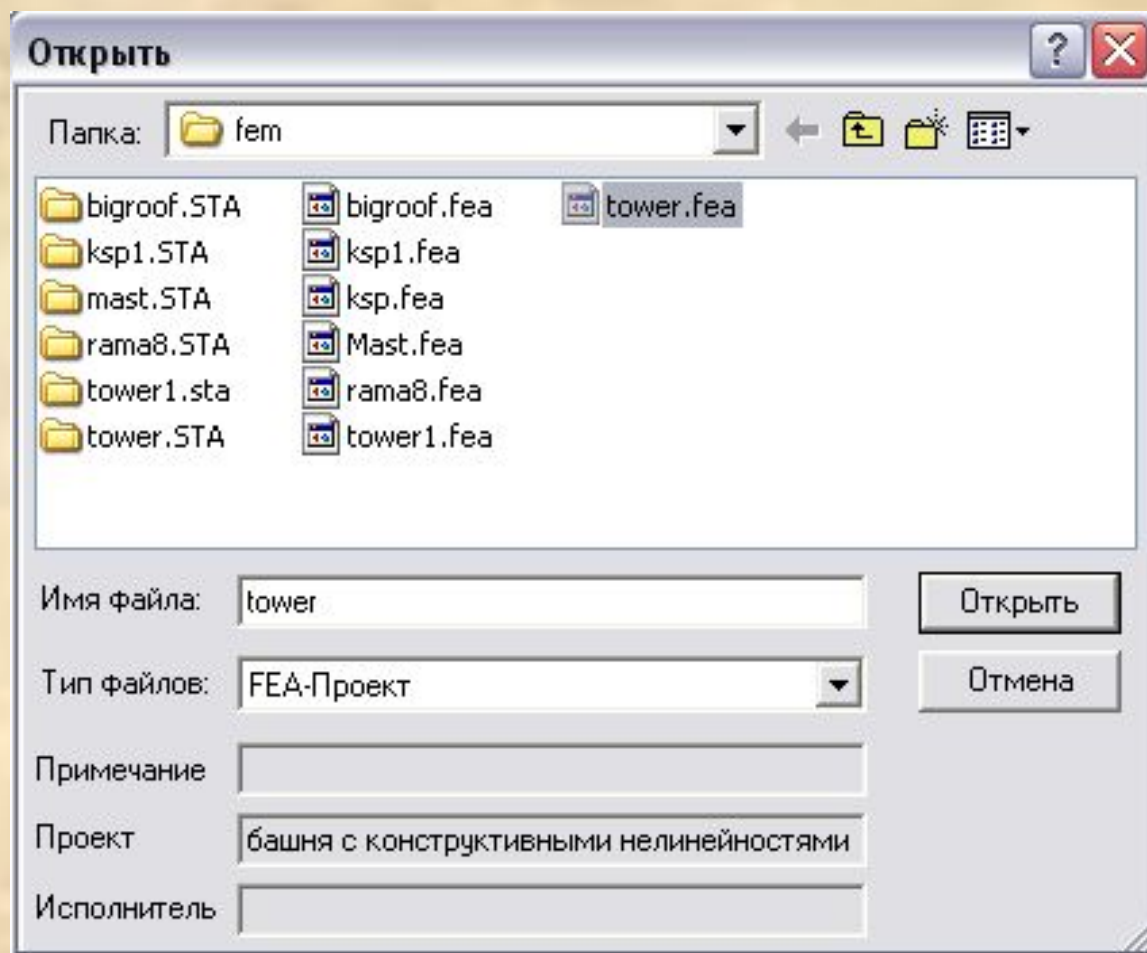 Открыть
Папка: fem
bigroof.STA bigroof.fea tower.fea
ksp1.STA ksp1.fea
mast.STA ksp.fea
rama8.STA Mast.fea
tower1.sta rama8.fea
tower.STA tower1.fea
Имя файла: tower Открыть
Тип файлов: FEA-Проект Отмена
Примечание
Проект башня с конструктивными нелинейностями
Исполнитель